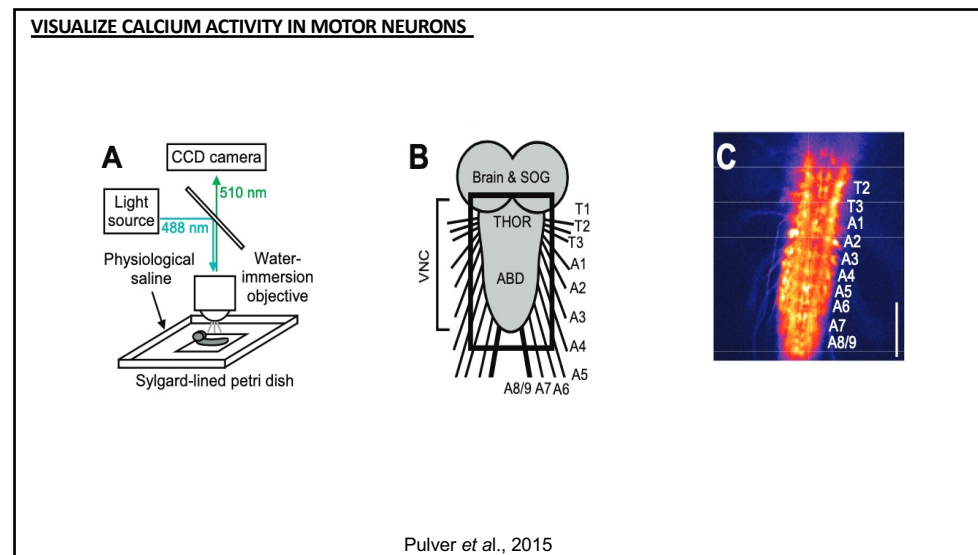 VISUALIZE CALCIUM ACTIVITY IN MOTOR NEURONS
A
CCD camera
510 nm
Light
source
488 nm
Physiological
saline
Water-
immersion
objective
Sylgard-lined petri dish
B
Brain & SOG
VNC
THOR
ABD
T1
T2
T3
A1
A2
A3
A4
A5
A8/9 A7 A6
C
T2
T3
A1
A2
A3
A4
A5
A6
A7
A8/9
Pulver et al., 2015